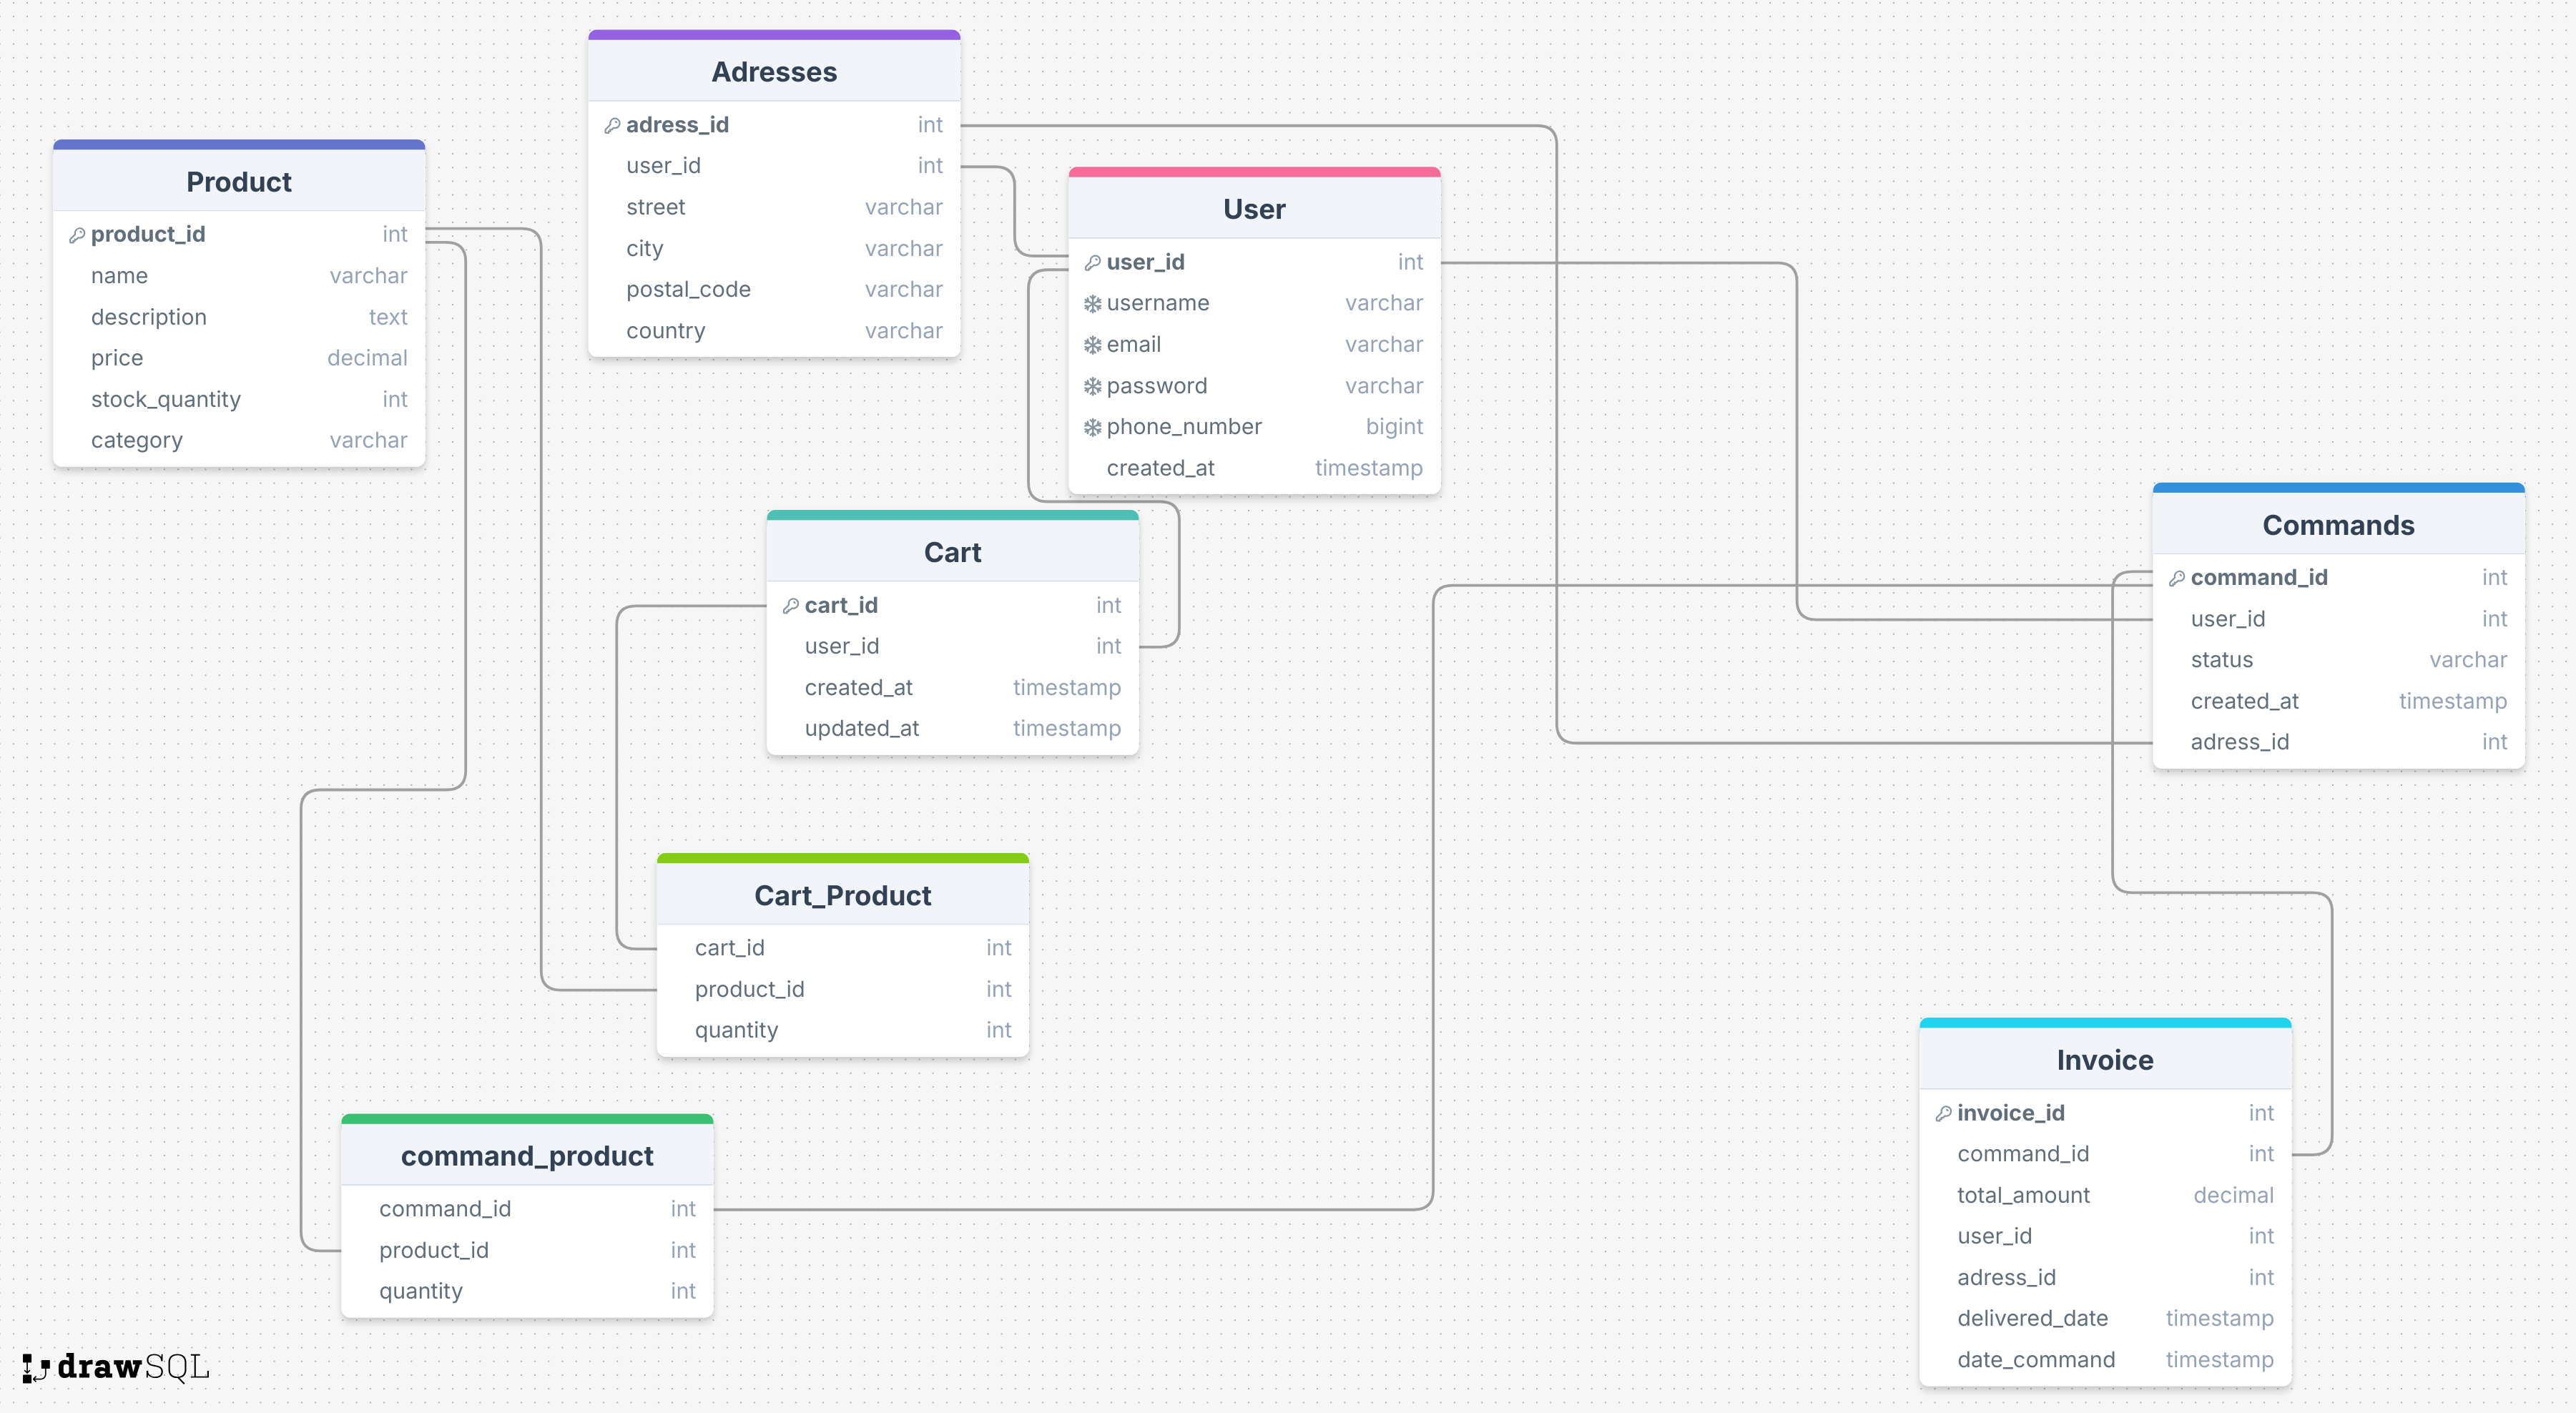 Adresses
adress_id int
user_id int
street varchar
city varchar
postal_code varchar
country varchar
Product
product_id int
name varchar
description text
price decimal
stock_quantity int
category varchar
User
user_id int
username varchar
email varchar
password varchar
phone_number bigint
created_at timestamp
Cart
cart_id int
user_id int
created_at timestamp
updated_at timestamp
Commands
command_id int
user_id int
status varchar
created_at timestamp
adress_id int
Cart_Product
cart_id int
product_id int
quantity int
command_product
command_id int
product_id int
quantity int
Invoice
invoice_id int
command_id int
total_amount decimal
user_id int
adress_id int
delivered_date timestamp
date_command timestamp
drawSQL